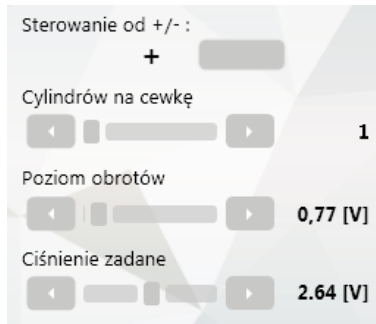 Sterowanie od +/- :
+
Cylindrów na cewkę
1
Poziom obrotów
0,77 [V]
Ciśnienie zadane
2.64 [V]